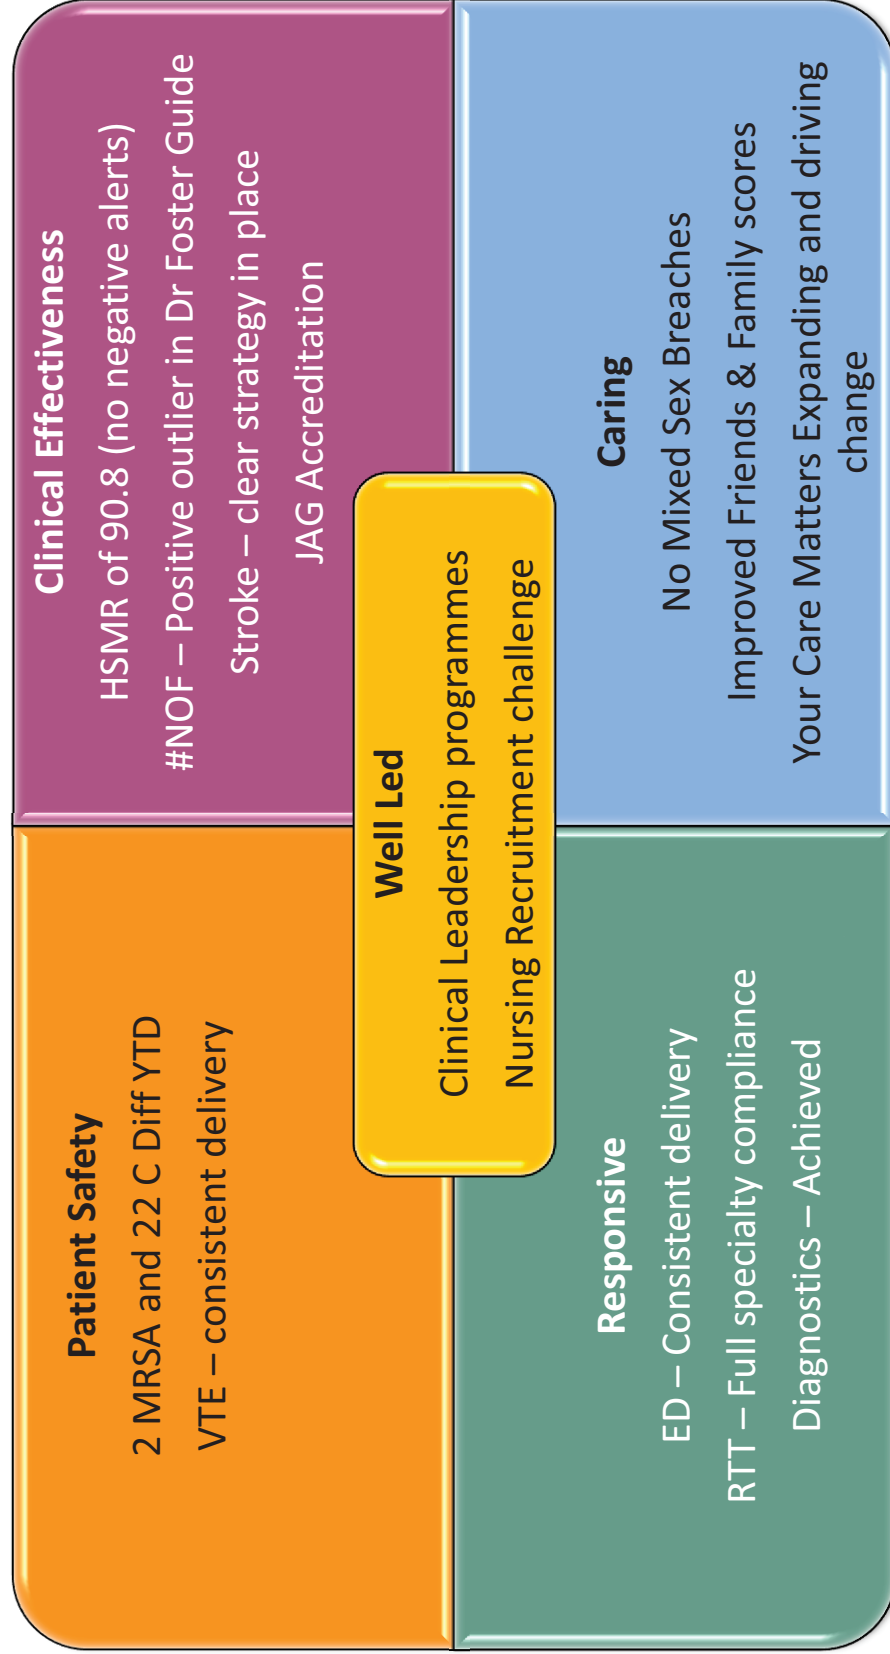 Patient Safety
2 MRSA and 22 C Diff YTD
VTE – consistent delivery
Clinical Effectiveness
HSMR of 90.8 (no negative alerts)
#NOF – Positive outlier in Dr Foster Guide
Stroke – clear strategy in place
JAG Accreditation
Well Led
Clinical Leadership programmes
Nursing Recruitment challenge
Responsive
ED – Consistent delivery
RTT – Full specialty compliance
Diagnostics – Achieved
Caring
No Mixed Sex Breaches
Improved Friends & Family scores
Your Care Matters Expanding and driving
change